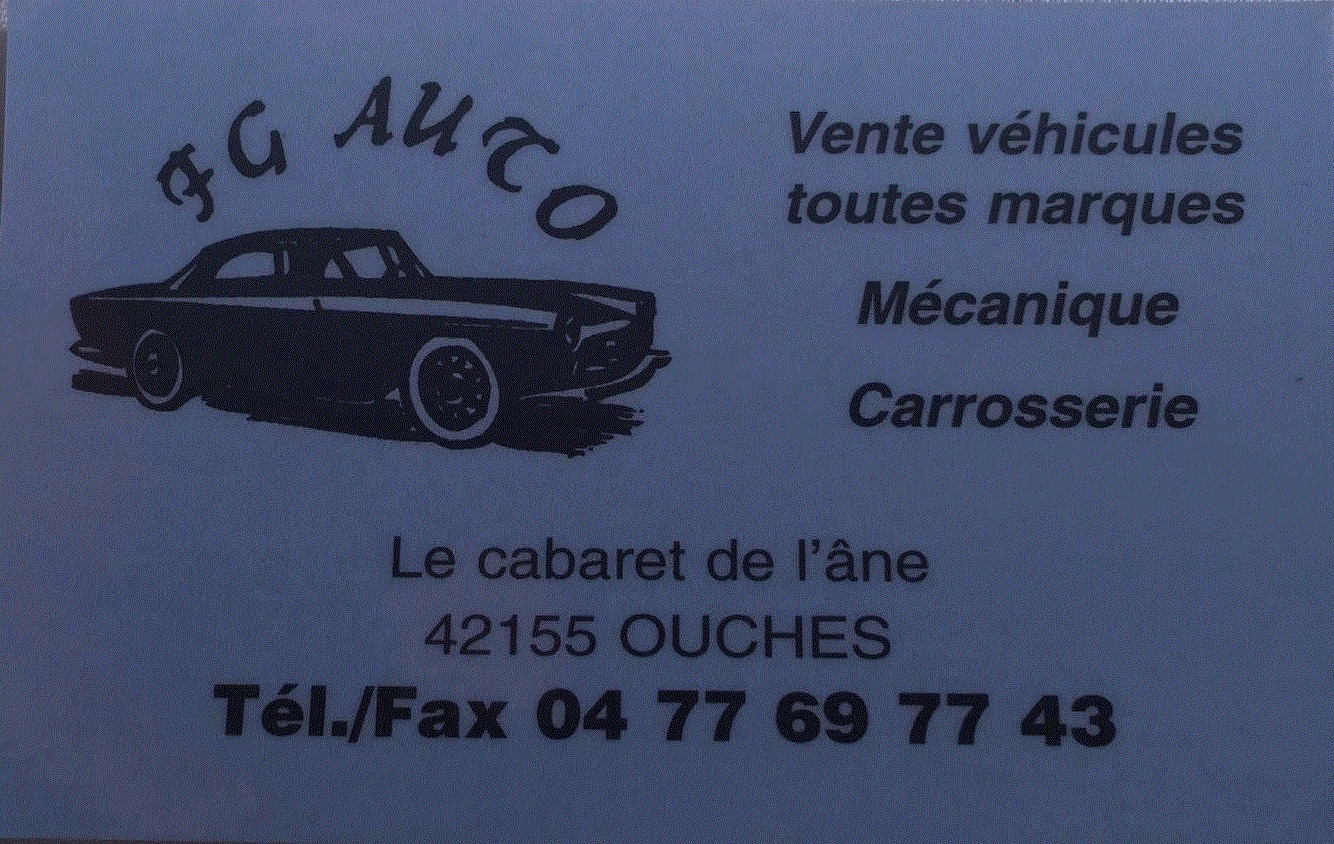 FG AUTO
Vente véhicules
toutes marques
Mécanique
Carrosserie
Le cabaret de l'âne
42155 OUCHES
Tél./Fax 04 77 69 77 43